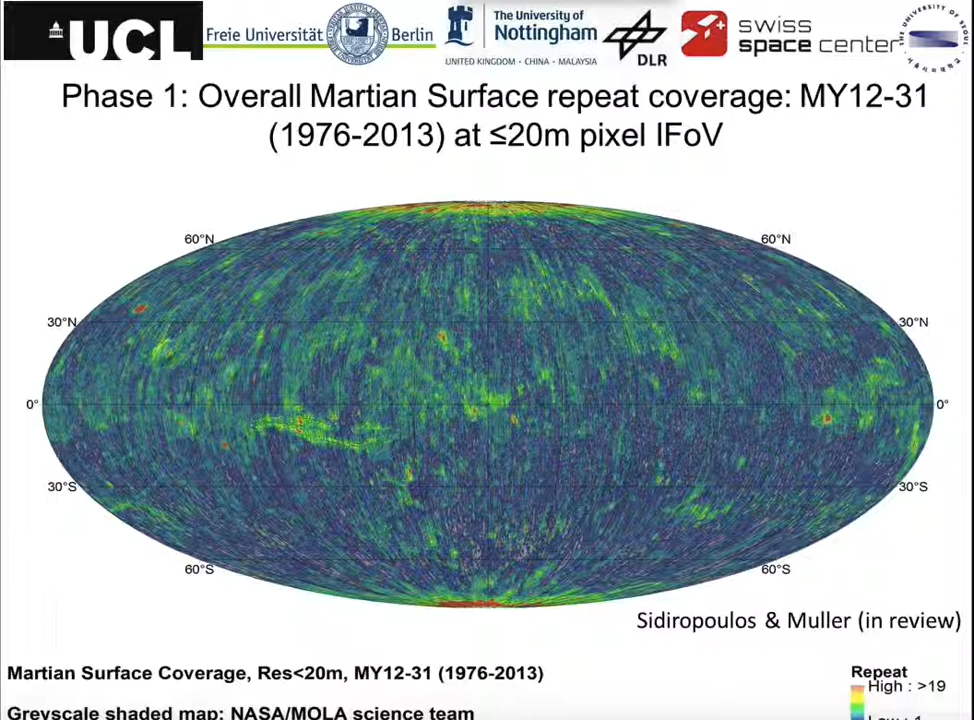 UCL
Freie Universität Berlin
The University of
Nottingham
UNITED KINGDOM · CHINA · MALAYSIA
DLR
swiss
space center
Phase 1: Overall Martian Surface repeat coverage: MY12-31
(1976-2013) at ≤20m pixel IFoV
60°N 60°N
30°N 30°N
0° 0°
30°S 30°S
60°S 60°S
Sidiropoulos & Muller (in review)
Martian Surface Coverage, Res<20m, MY12-31 (1976-2013)
Repeat
High : >19
Greyscale shaded map: NASA/MOLA science team
Low : 1